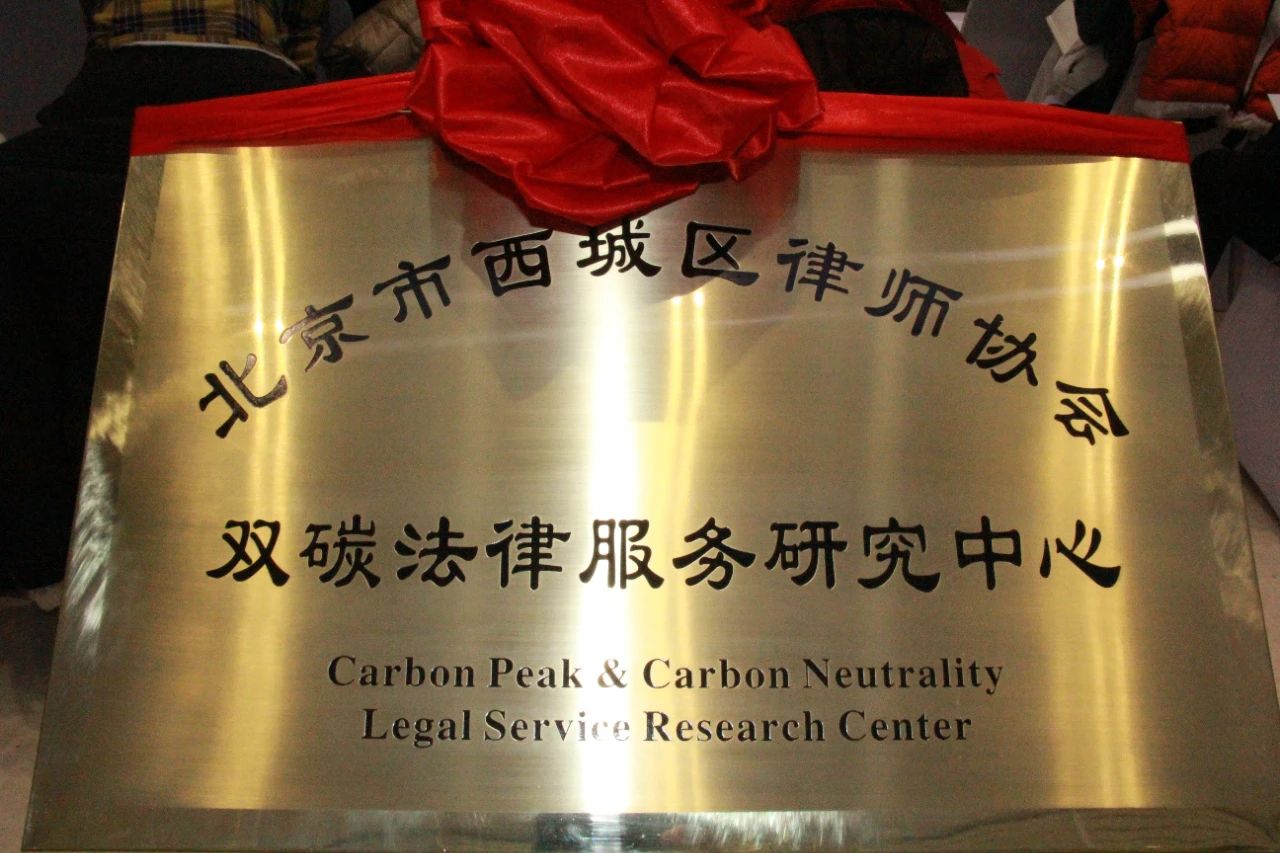 北京市西城区律师协会
双碳法律服务研究中心
Carbon Peak & Carbon Neutrality
Legal Service Research Center